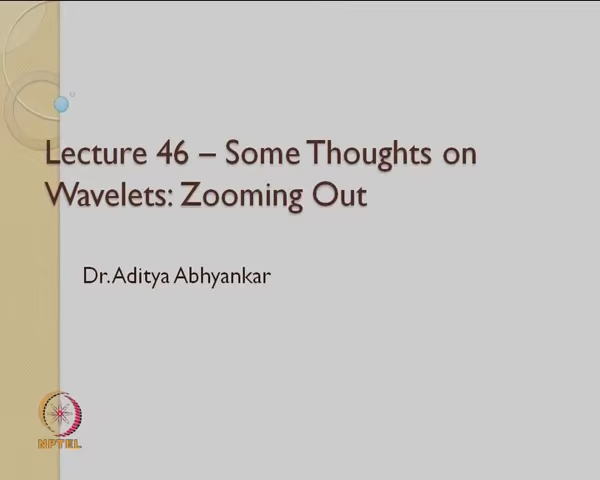 Lecture 46 – Some Thoughts on
Wavelets: Zooming Out
Dr.Aditya Abhyankar
NPTEL